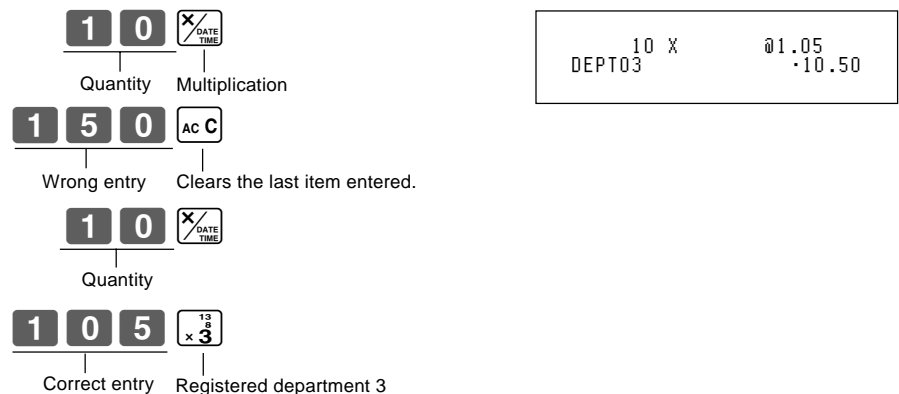 1 0 ×/DATE TIME
Quantity Multiplication
1 5 0 AC C
Wrong entry Clears the last item entered.
1 0 ×/DATE TIME
Quantity
1 0 5 13 8 × 3
Correct entry Registered department 3
10 X @1.05
DEPT03 ·10.50